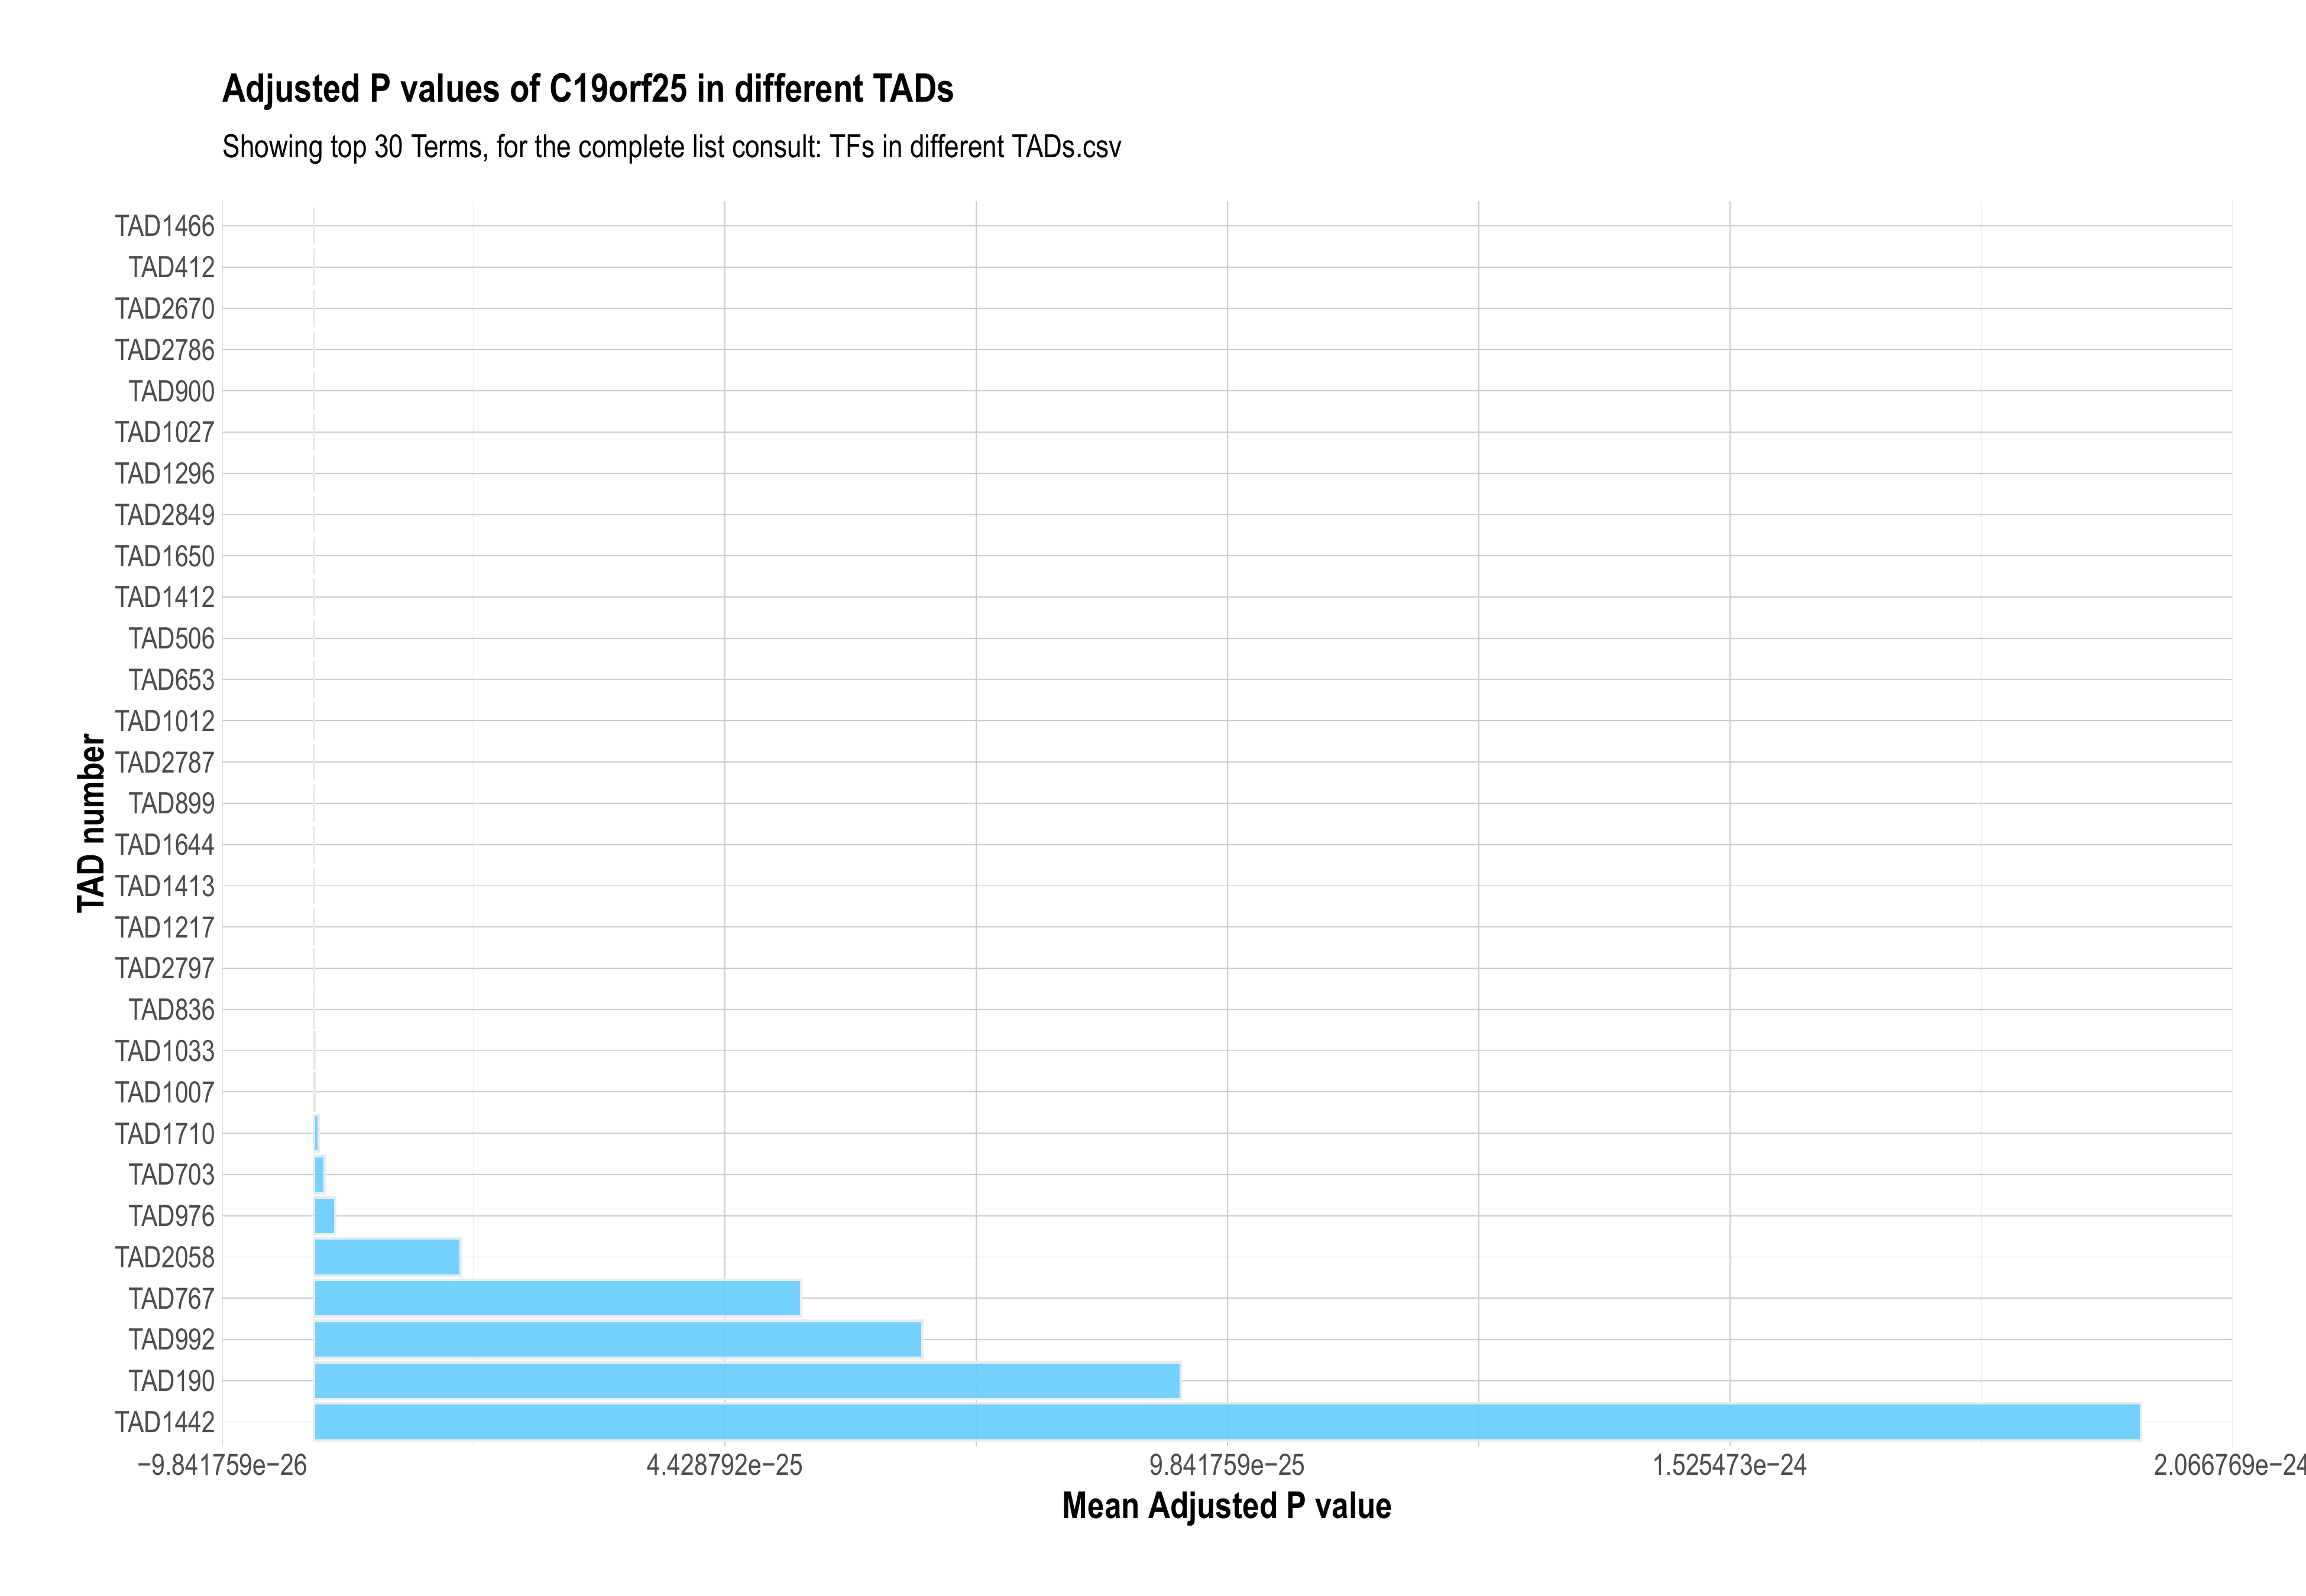 Adjusted P values of C19orf25 in different TADs
Showing top 30 Terms, for the complete list consult: TFs in different TADs.csv
TAD number
TAD1466
TAD412
TAD2670
TAD2786
TAD900
TAD1027
TAD1296
TAD2849
TAD1650
TAD1412
TAD506
TAD653
TAD1012
TAD2787
TAD899
TAD1644
TAD1413
TAD1217
TAD2797
TAD836
TAD1033
TAD1007
TAD1710
TAD703
TAD976
TAD2058
TAD767
TAD992
TAD190
TAD1442
−9.841759e−26 4.428792e−25 9.841759e−25 1.525473e−24 2.066769e−24
Mean Adjusted P value